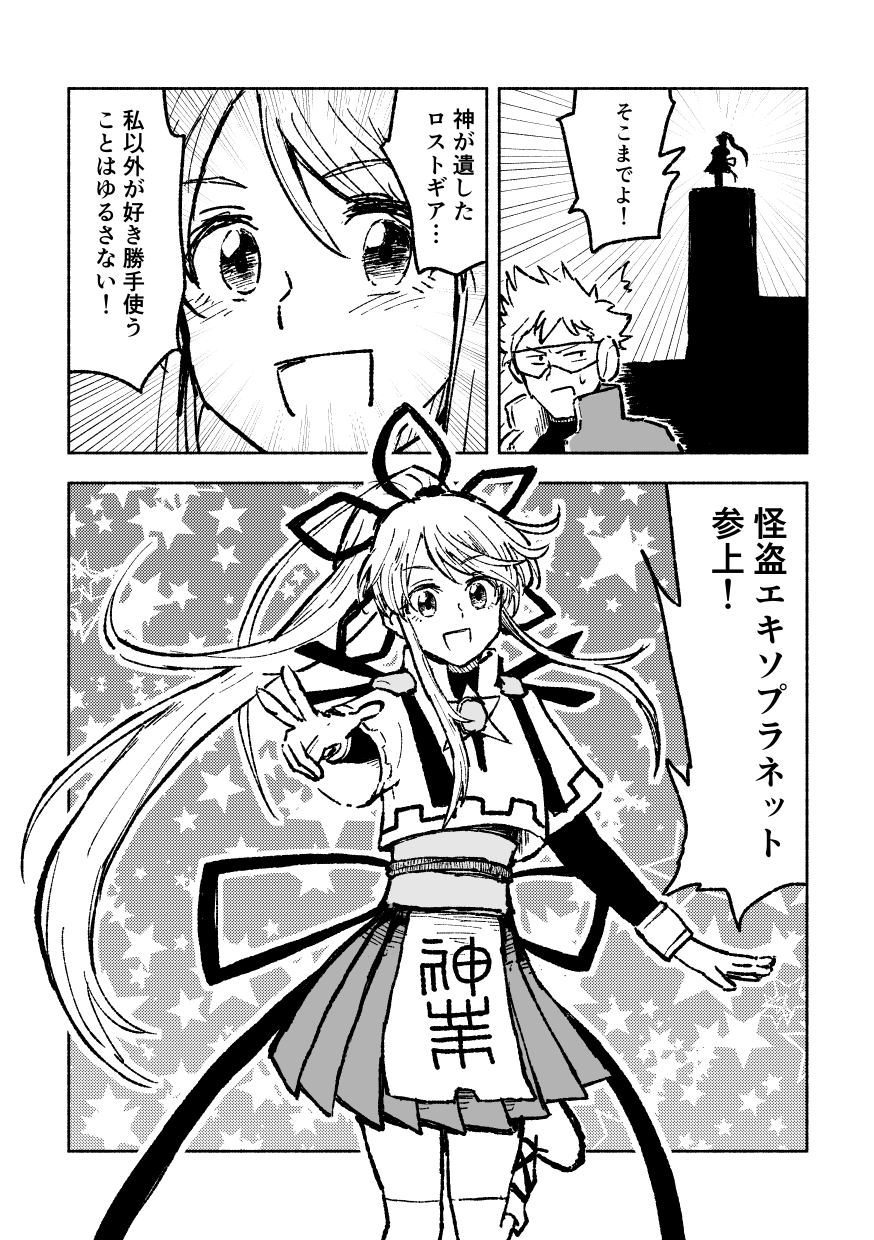 そこまでよ！
神が遺した
ロストギア…
私以外が好き勝手使う
ことはゆるさない！
怪盗エキソプラネット
参上！
神業